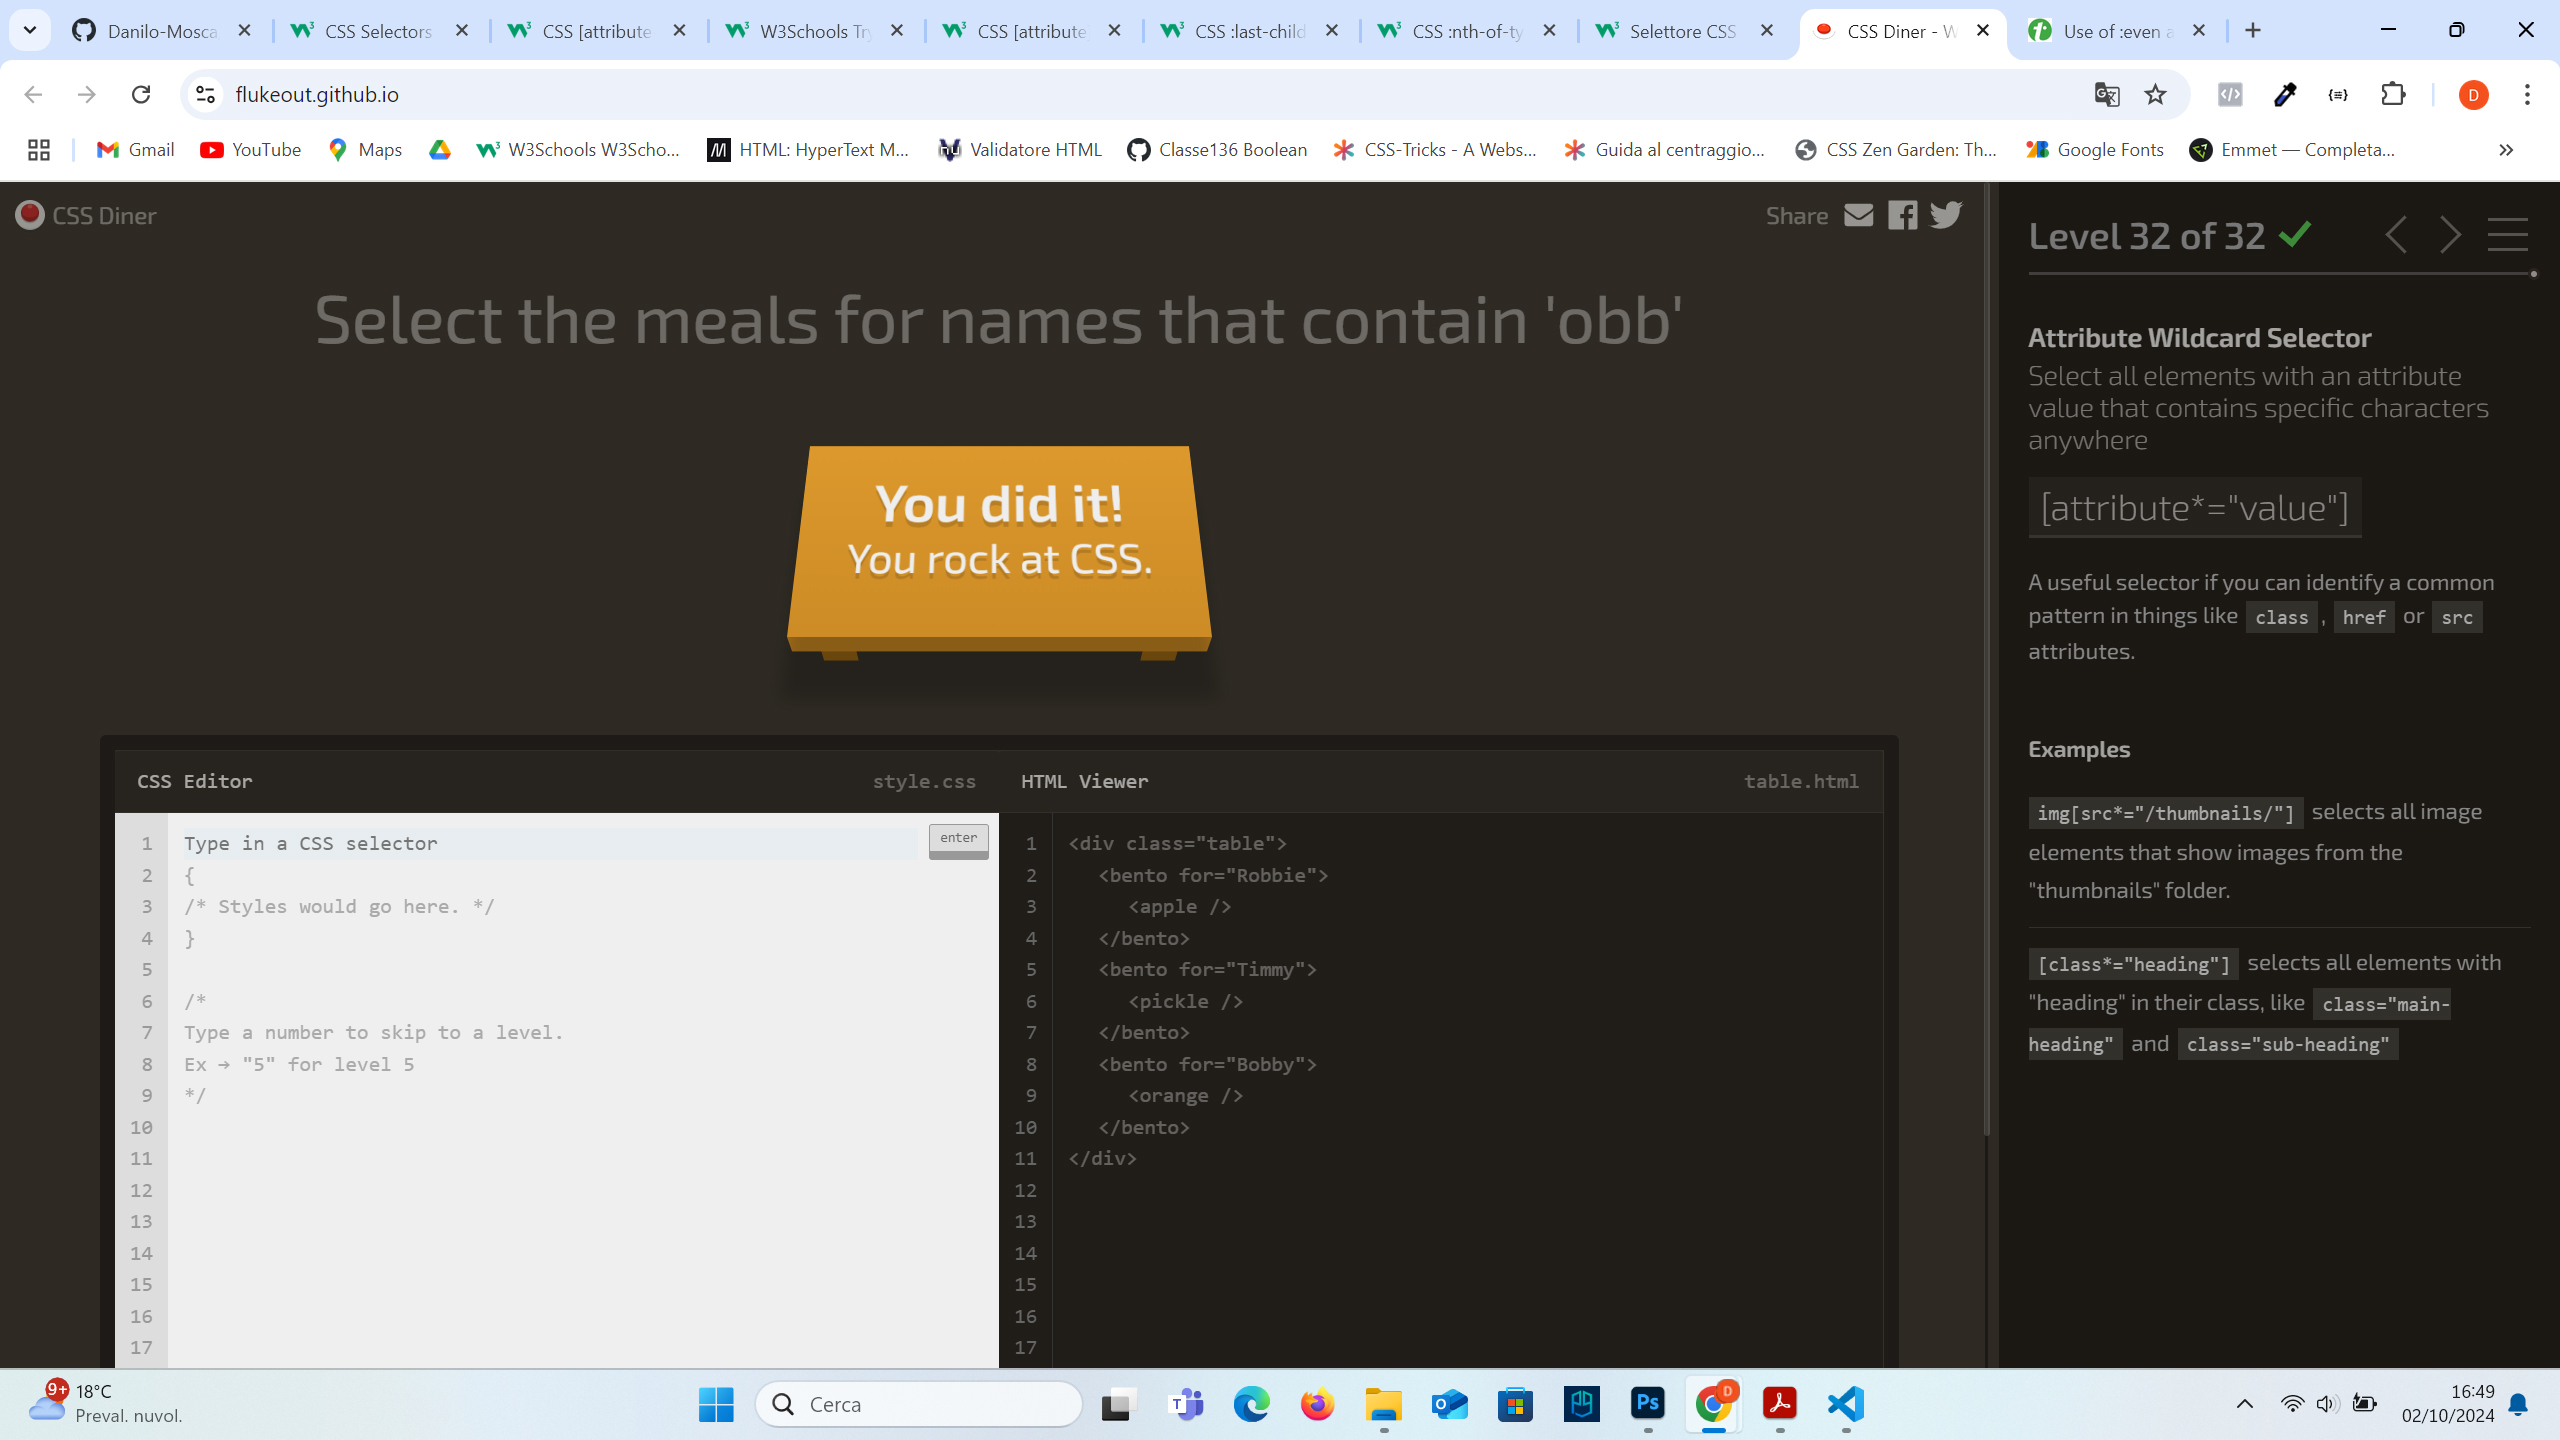 Danilo-Mosca
CSS Selectors
CSS [attribute
W3Schools Try
CSS [attribute
CSS :last-child
CSS :nth-of-ty
Selettore CSS
CSS Diner - W
Use of :even a
flukeout.github.io
D
Gmail
YouTube
Maps
W3Schools W3Scho...
HTML: HyperText M...
Validatore HTML
Classe136 Boolean
CSS-Tricks - A Webs...
Guida al centraggio...
CSS Zen Garden: Th...
Google Fonts
Emmet — Completa...
CSS Diner
Share
Select the meals for names that contain 'obb'
You did it!
You rock at CSS.
CSS Editor
style.css
1 Type in a CSS selector
enter
2 {
3 /* Styles would go here. */
4 }
5
6 /*
7 Type a number to skip to a level.
8 Ex → "5" for level 5
9 */
10
11
12
13
14
15
16
17
HTML Viewer
table.html
1 <div class="table">
2 <bento for="Robbie">
3 <apple />
4 </bento>
5 <bento for="Timmy">
6 <pickle />
7 </bento>
8 <bento for="Bobby">
9 <orange />
10 </bento>
11 </div>
12
13
14
15
16
17
Level 32 of 32
Attribute Wildcard Selector
Select all elements with an attribute
value that contains specific characters
anywhere
[attribute*="value"]
A useful selector if you can identify a common
pattern in things like class , href or src
attributes.
Examples
img[src*="/thumbnails/"] selects all image
elements that show images from the
"thumbnails" folder.
[class*="heading"] selects all elements with
"heading" in their class, like class="main-
heading" and class="sub-heading"
9+
18°C
Preval. nuvol.
Cerca
Ps
D
16:49
02/10/2024